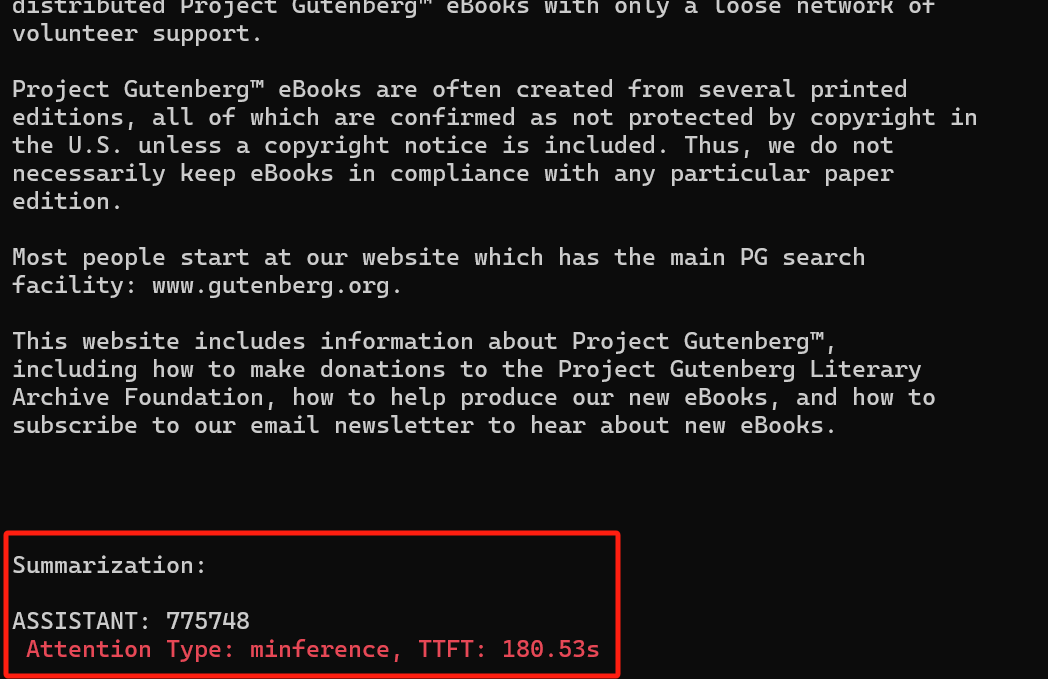 distributed Project Gutenberg™ eBooks with only a loose network of
volunteer support.
Project Gutenberg™ eBooks are often created from several printed
editions, all of which are confirmed as not protected by copyright in
the U.S. unless a copyright notice is included. Thus, we do not
necessarily keep eBooks in compliance with any particular paper
edition.
Most people start at our website which has the main PG search
facility: www.gutenberg.org.
This website includes information about Project Gutenberg™,
including how to make donations to the Project Gutenberg Literary
Archive Foundation, how to help produce our new eBooks, and how to
subscribe to our email newsletter to hear about new eBooks.
Summarization:
ASSISTANT: 775748
Attention Type: minference, TTFT: 180.53s